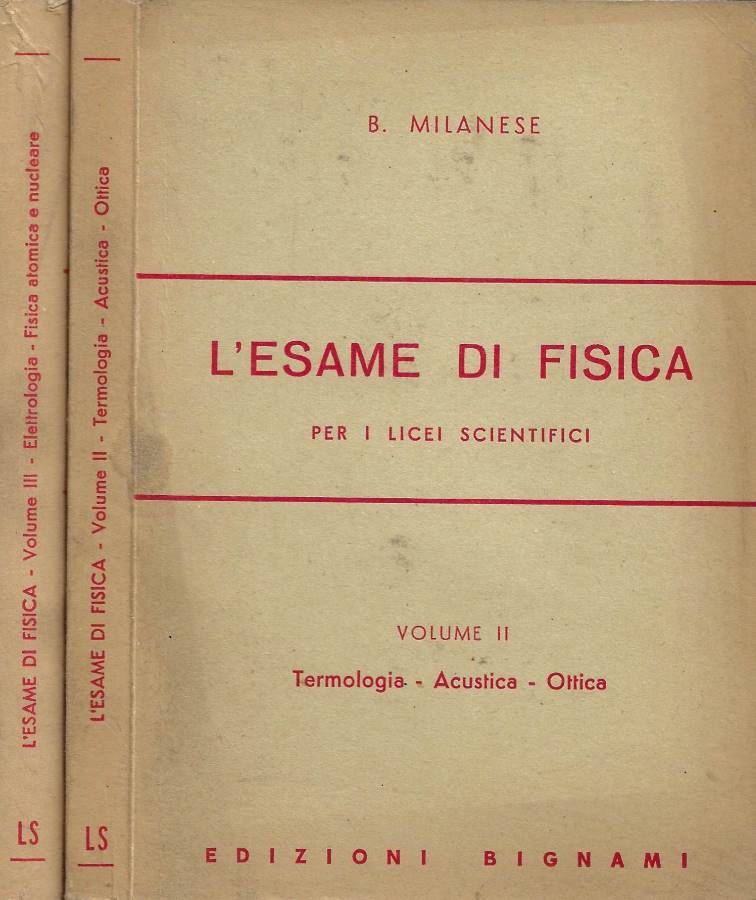 L'ESAME DI FISICA - Volume III - Elettrologia - Fisica atomica e nucleare
LS
L'ESAME DI FISICA - Volume II - Termologia - Acustica - Ottica
LS
B. MILANESE
L'ESAME DI FISICA
PER I LICEI SCIENTIFICI
VOLUME II
Termologia - Acustica - Ottica
EDIZIONI BIGNAMI